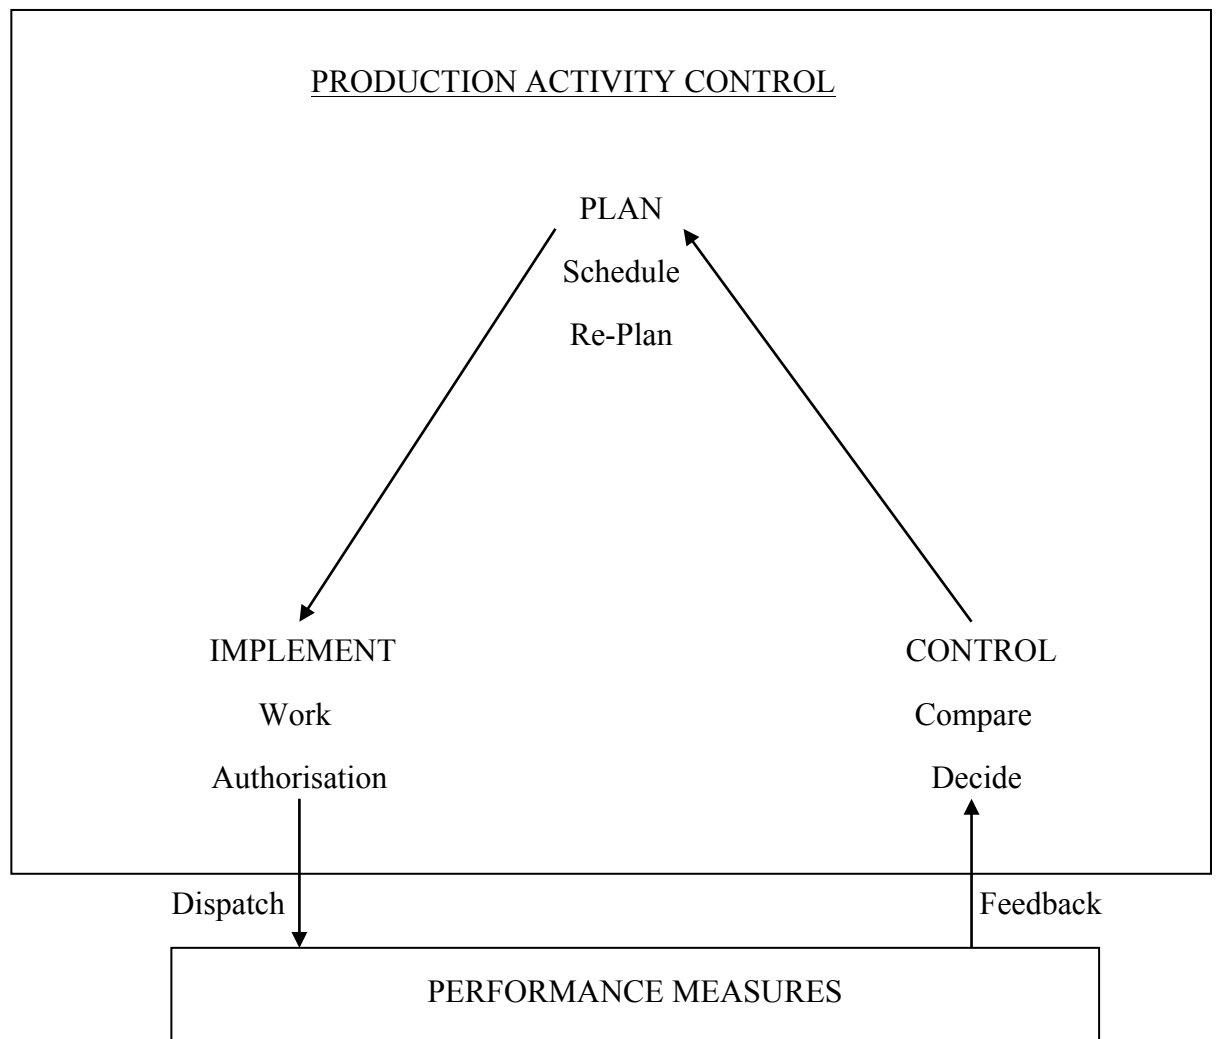 PRODUCTION ACTIVITY CONTROL
PLAN
Schedule
Re-Plan
IMPLEMENT
Work
Authorisation
CONTROL
Compare
Decide
Dispatch
Feedback
PERFORMANCE MEASURES